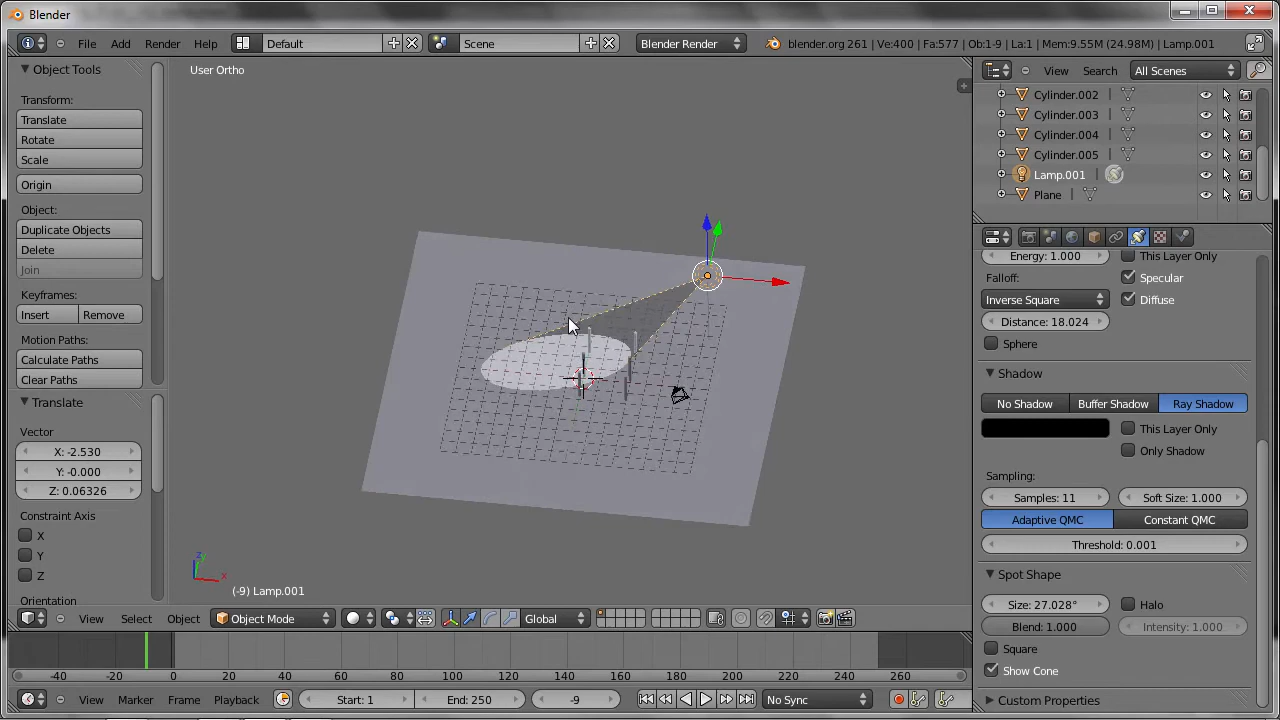 Blender
File Add Render Help Default Scene Blender Render blender.org 261 | Ve:400 | Fa:577 | Ob:1-9 | La:1 | Mem:9.55M (24.98M) | Lamp.001
Object Tools
Transform:
Translate
Rotate
Scale
Origin
Object:
Duplicate Objects
Delete
Join
Keyframes:
Insert Remove
Motion Paths:
Calculate Paths
Clear Paths
Translate
Vector
X: -2.530
Y: -0.000
Z: 0.06326
Constraint Axis
X
Y
Z
Orientation
User Ortho
z
y
x
(-9) Lamp.001
View Select Object Object Mode Global
View Search All Scenes
Cylinder.002
Cylinder.003
Cylinder.004
Cylinder.005
Lamp.001
Plane
Energy: 1.000 This Layer Only
Falloff: Specular
Inverse Square Diffuse
Distance: 18.024
Sphere
Shadow
No Shadow Buffer Shadow Ray Shadow
This Layer Only
Only Shadow
Sampling:
Samples: 11 Soft Size: 1.000
Adaptive QMC Constant QMC
Threshold: 0.001
Spot Shape
Size: 27.028° Halo
Blend: 1.000 Intensity: 1.000
Square
Show Cone
Custom Properties
-40 -20 0 20 40 60 80 100 120 140 160 180 200 220 240 260
View Marker Frame Playback Start: 1 End: 250 -9 No Sync